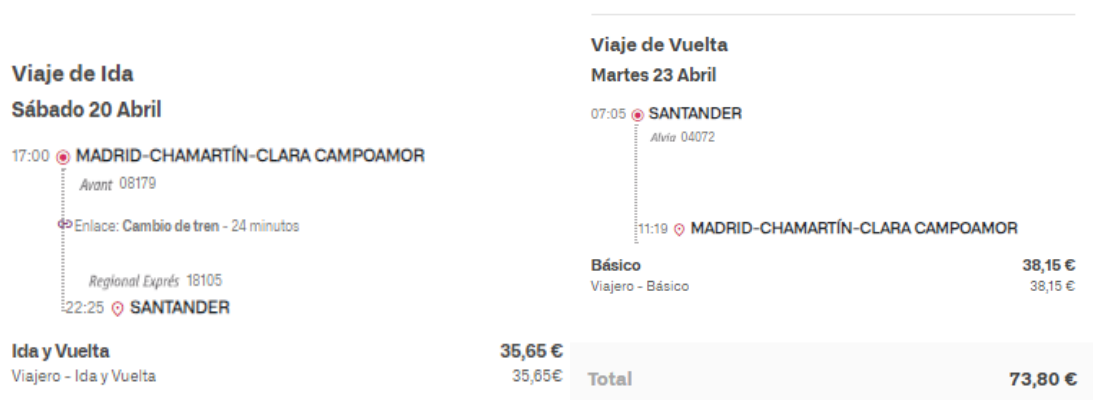 Viaje de Ida
Sábado 20 Abril
17:00 MADRID-CHAMARTÍN-CLARA CAMPOAMOR
Avant 08179
Enlace: Cambio de tren - 24 minutos
Regional Exprés 18105
22:25 SANTANDER
Ida y Vuelta 35,65 €
Viajero - Ida y Vuelta 35,65€
Viaje de Vuelta
Martes 23 Abril
07:05 SANTANDER
Alvia 04072
11:19 MADRID-CHAMARTÍN-CLARA CAMPOAMOR
Básico 38,15 €
Viajero - Básico 38,15 €
Total 73,80 €